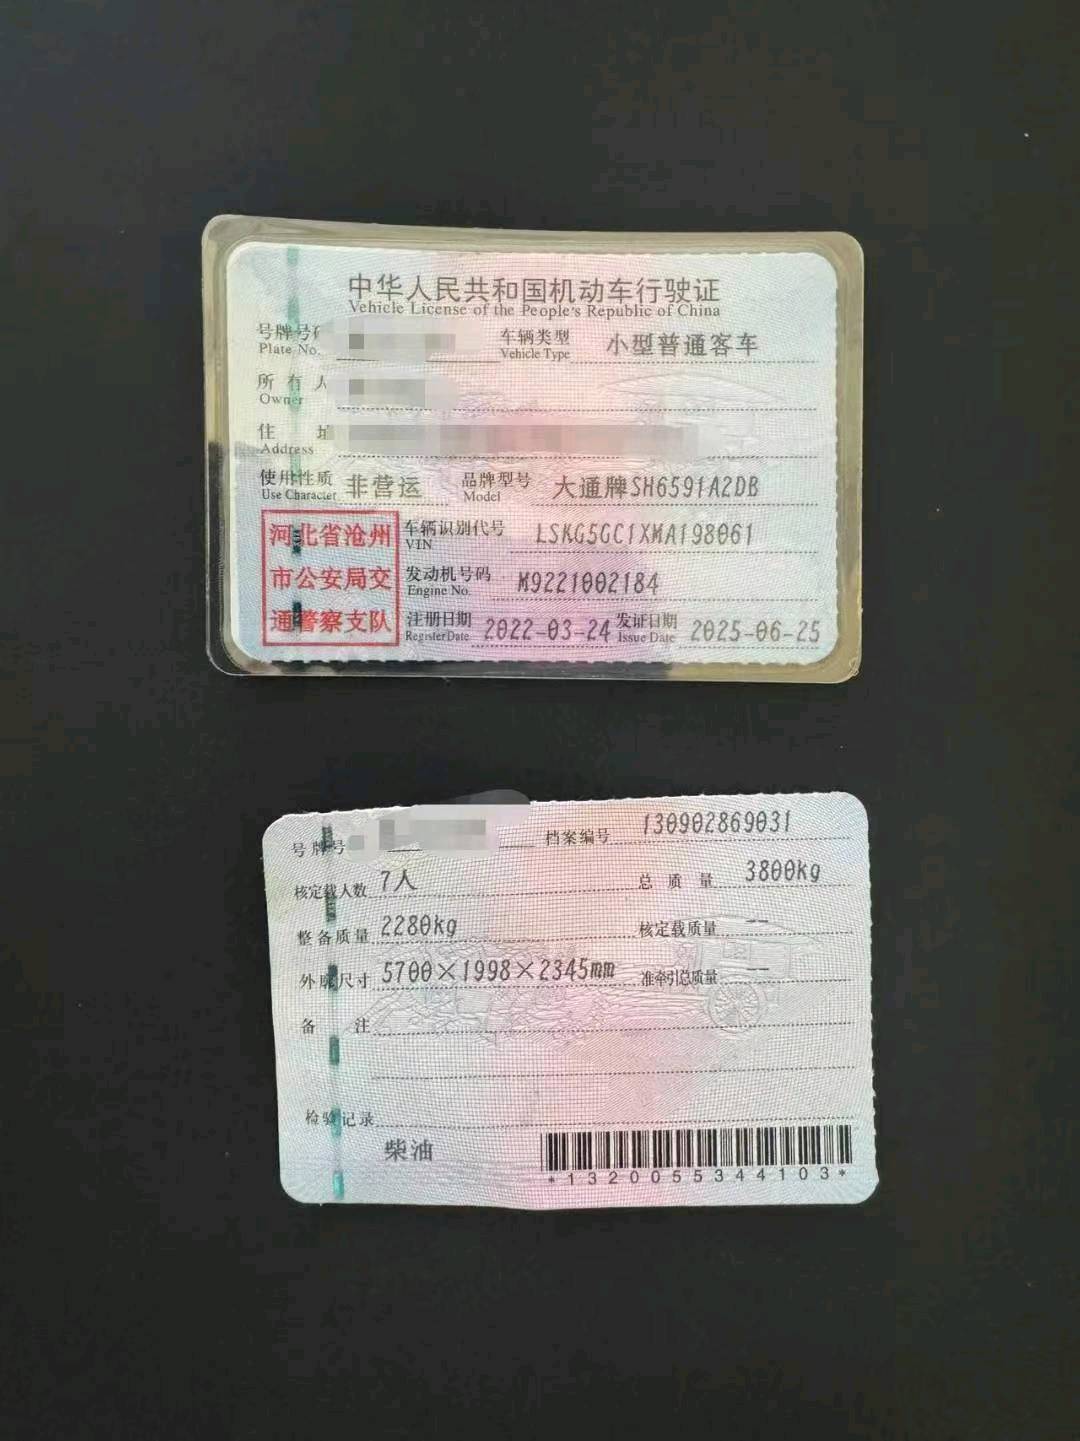 中华人民共和国机动车行驶证
Vehicle License of the People's Republic of China
号牌号码 车辆类型 小型普通客车
Plate No. Vehicle Type
所有人
Owner
住址
Address
使用性质 非营运 品牌型号 大通牌SH6591A2DB
Use Character Model
河北省沧州
市公安局交
通警察支队
车辆识别代号 LSKG5GC1XMA198061
VIN
发动机号码 M9221002184
Engine No.
注册日期 2022-03-24 发证日期 2025-06-25
Register Date Issue Date
号牌号 档案编号 130902869031
核定载人数 7人 总质量 3800kg
整备质量 2280kg 核定载质量 --
外廓尺寸 5700×1998×2345mm 准牵引总质量 --
备注
检验记录
柴油
*1320055344103*